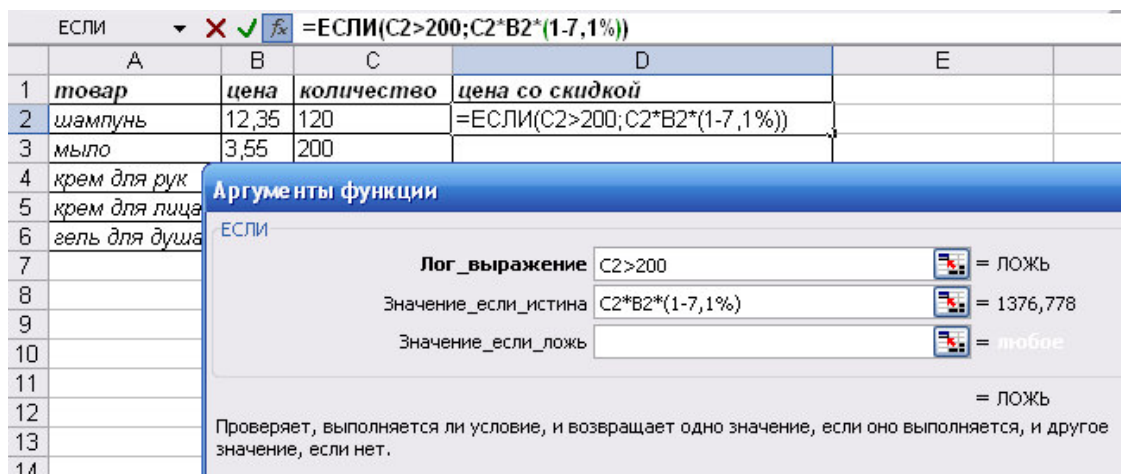 ЕСЛИ =ЕСЛИ(C2>200;C2*B2*(1-7,1%))
A B C D E
1 товар цена количество цена со скидкой
2 шампунь 12,35 120 =ЕСЛИ(C2>200;C2*B2*(1-7,1%))
3 мыло 3,55 200
4 крем для рук
5 крем для лица
6 гель для душа
7
8
9
10
11
12
13
14
Аргументы функции
ЕСЛИ
Лог_выражение C2>200 = ЛОЖЬ
Значение_если_истина C2*B2*(1-7,1%) = 1376,778
Значение_если_ложь = любое
= ЛОЖЬ
Проверяет, выполняется ли условие, и возвращает одно значение, если оно выполняется, и другое
значение, если нет.